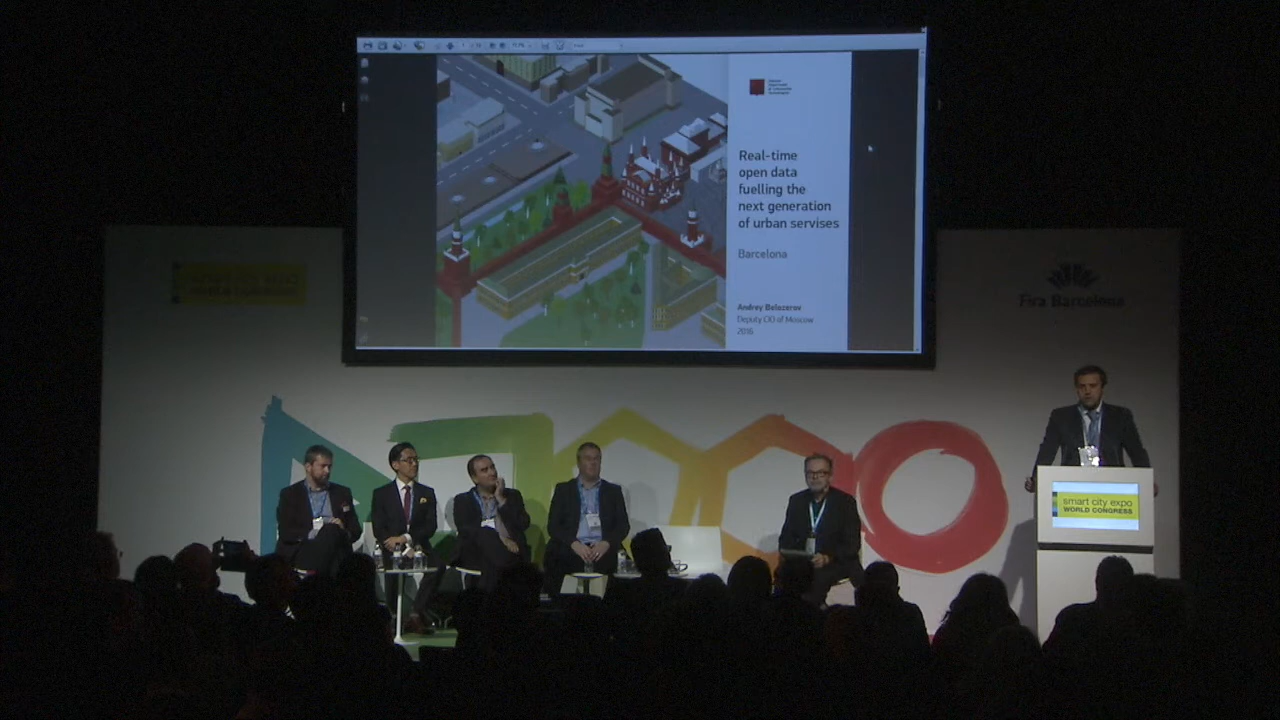 Real-time
open data
fuelling the
next generation
of urban servises
Barcelona
Andrey Belozerov
Deputy CIO of Moscow
2016
Fira Barcelona
smart city expo
WORLD CONGRESS